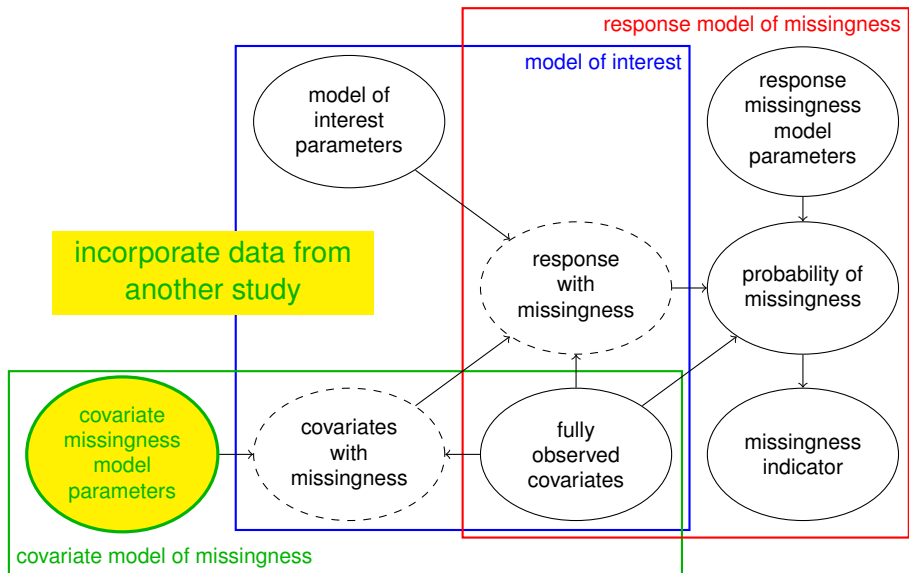 response model of missingness
model of interest
model of
interest
parameters
response
missingness
model
parameters
incorporate data from
another study
response
with
missingness
probability of
missingness
covariate
missingness
model
parameters
covariates
with
missingness
fully
observed
covariates
missingness
indicator
covariate model of missingness